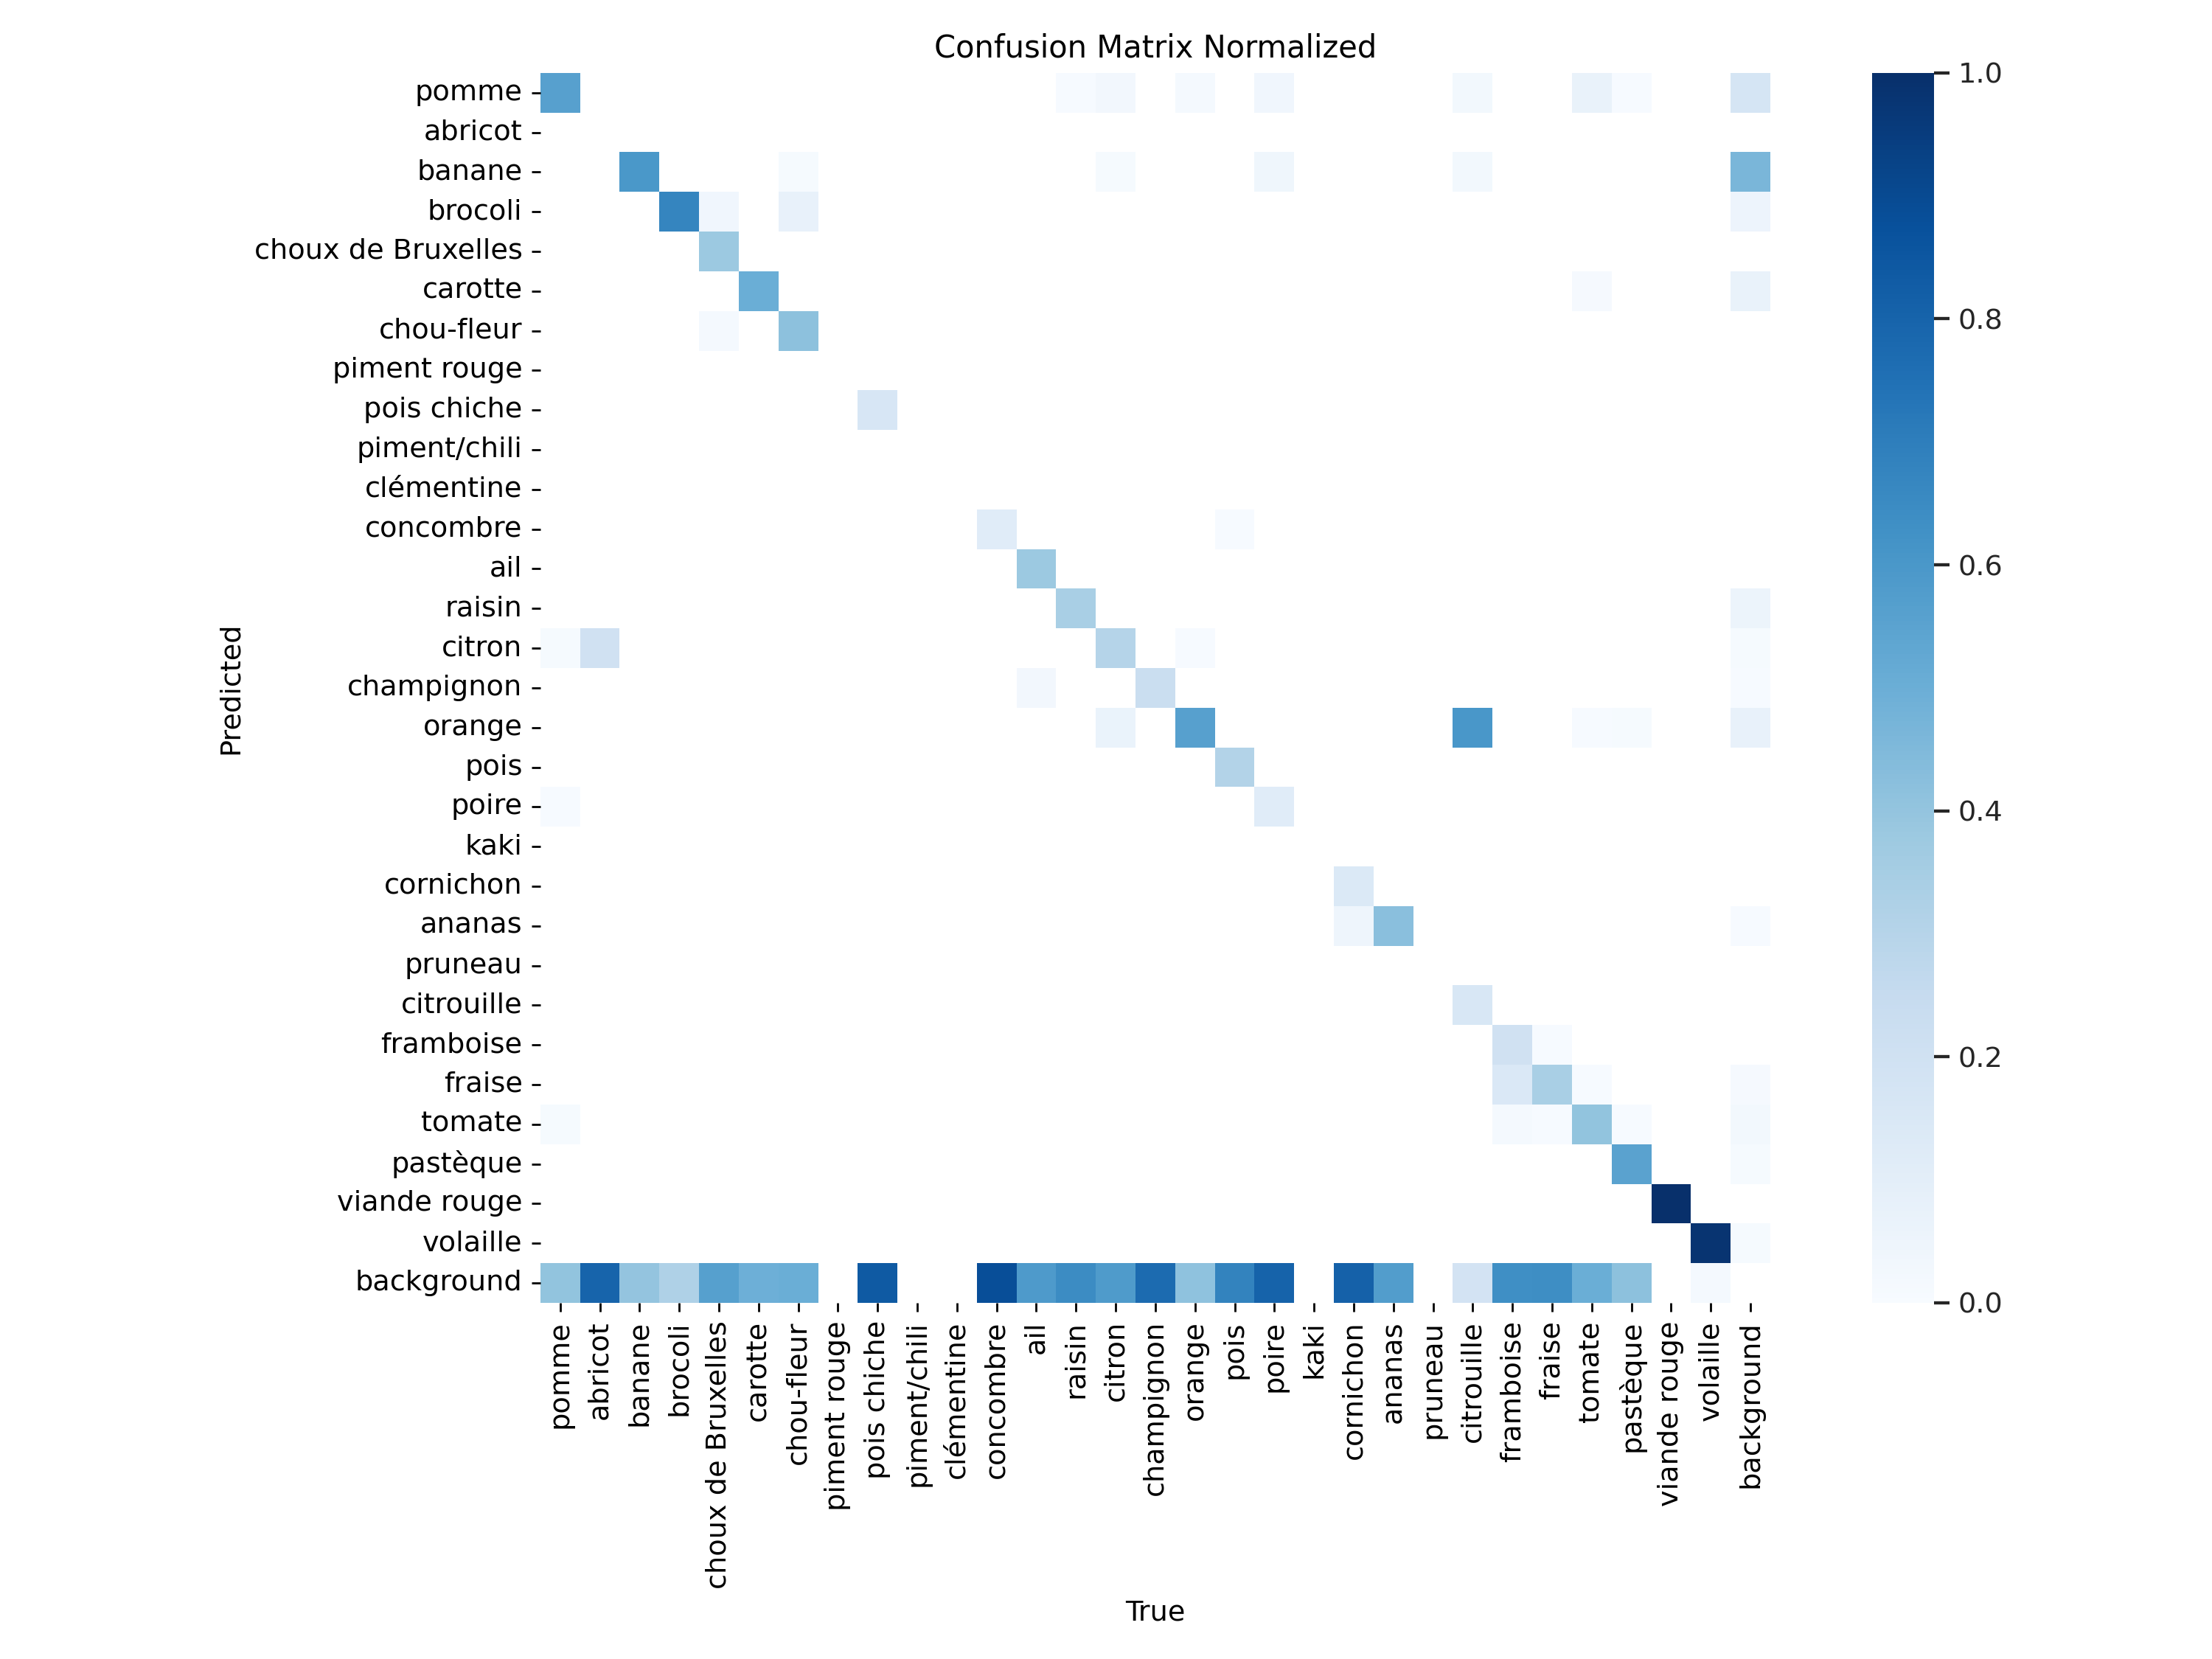 Confusion Matrix Normalized
pomme
abricot
banane
brocoli
choux de Bruxelles
carotte
chou-fleur
piment rouge
pois chiche
piment/chili
clémentine
concombre
ail
raisin
citron
champignon
orange
pois
poire
kaki
cornichon
ananas
pruneau
citrouille
framboise
fraise
tomate
pastèque
viande rouge
volaille
background
Predicted
pomme
abricot
banane
brocoli
choux de Bruxelles
carotte
chou-fleur
piment rouge
pois chiche
piment/chili
clémentine
concombre
ail
raisin
citron
champignon
orange
pois
poire
kaki
cornichon
ananas
pruneau
citrouille
framboise
fraise
tomate
pastèque
viande rouge
volaille
background
True
1.0
0.8
0.6
0.4
0.2
0.0